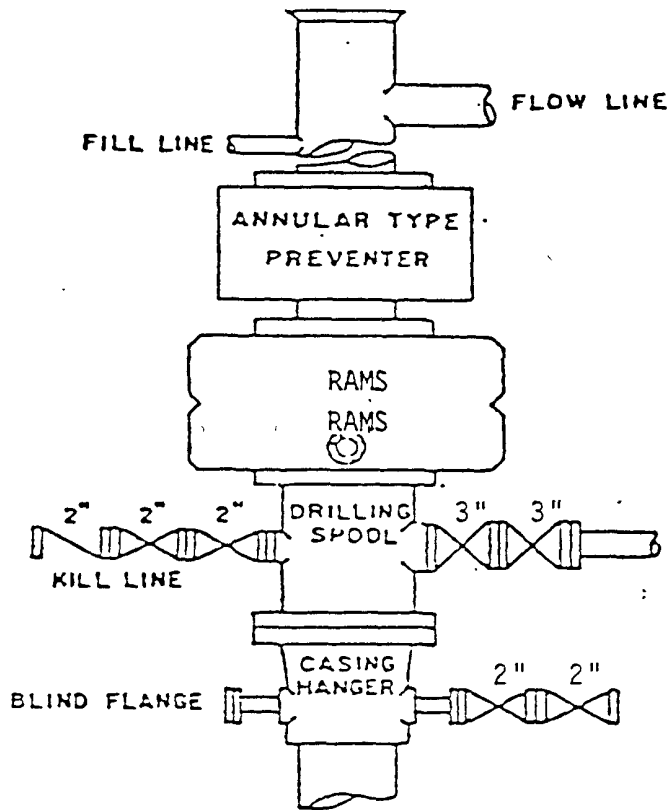 FLOW LINE
FILL LINE
ANNULAR TYPE
PREVENTER
RAMS
RAMS
2" 2" 2"
DRILLING
SPOOL
3" 3"
KILL LINE
CASING
HANGER
2" 2"
BLIND FLANGE